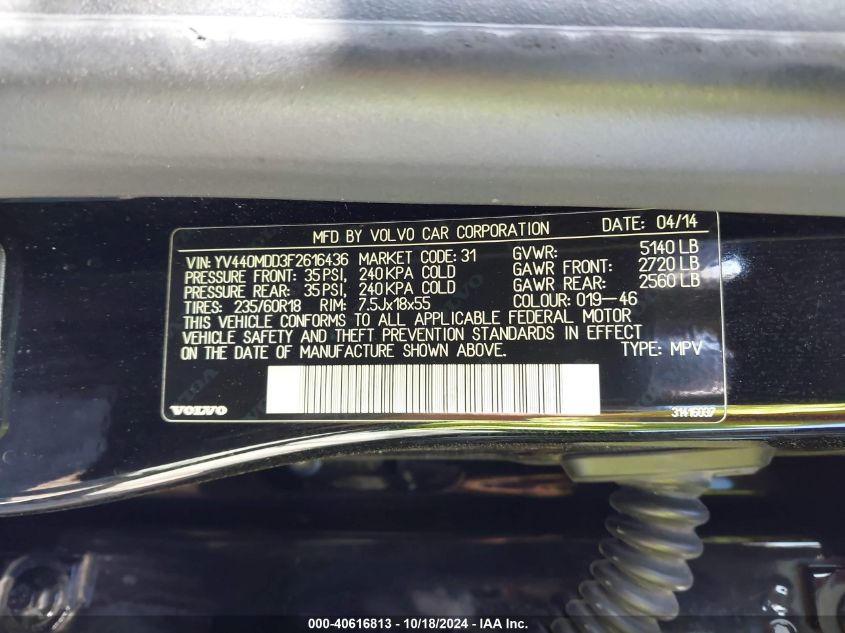 MFD BY VOLVO CAR CORPORATION DATE: 04/14
VIN: YV440MDD3F2616436 MARKET CODE: 31 GVWR: 5140 LB
PRESSURE FRONT: 35 PSI, 240 KPA COLD GAWR FRONT: 2720 LB
PRESSURE REAR: 35 PSI, 240 KPA COLD GAWR REAR: 2560 LB
TIRES: 235/60R18 RIM: 7.5Jx18x55 COLOUR: 019-46
THIS VEHICLE CONFORMS TO ALL APPLICABLE FEDERAL MOTOR
VEHICLE SAFETY AND THEFT PREVENTION STANDARDS IN EFFECT
ON THE DATE OF MANUFACTURE SHOWN ABOVE. TYPE: MPV
VOLVO 31416037
000-40616813 - 10/18/2024 - IAA Inc.